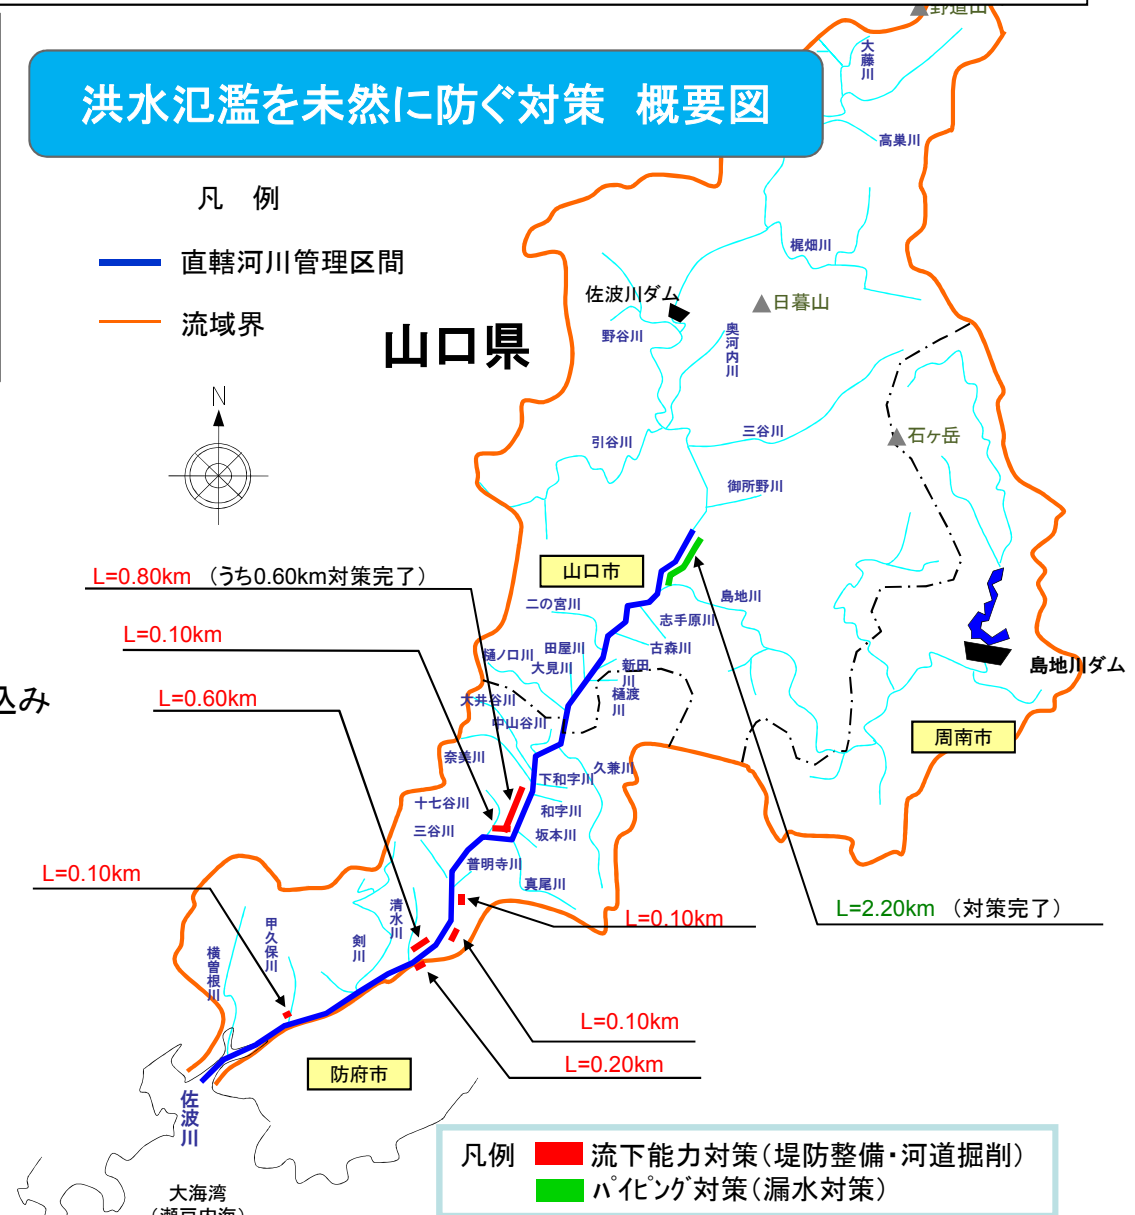 野道山
大藤川
洪水氾濫を未然に防ぐ対策　概要図
高巣川
凡　例
直轄河川管理区間
流域界
梶畑川
佐波川ダム
日暮山
野谷川
奥河内川
山口県
N
三谷川
石ヶ岳
引谷川
御所野川
L=0.80km （うち0.60km対策完了）
山口市
島地川
二の宮川
志手原川
L=0.10km
田屋川
古森川
樋ノ口川
大見川
新田川
島地川ダム
込み
L=0.60km
大井谷川
樋渡川
中山谷川
周南市
奈美川
久兼川
下和字川
十七谷川
和字川
三谷川
坂本川
普明寺川
L=0.10km
真尾川
清水川
L=0.10km
L=2.20km （対策完了）
甲久保川
剣川
横曽根川
L=0.10km
L=0.20km
防府市
佐波川
凡例
流下能力対策（堤防整備・河道掘削）
パイピング対策（漏水対策）
大海湾
（瀬戸内海）